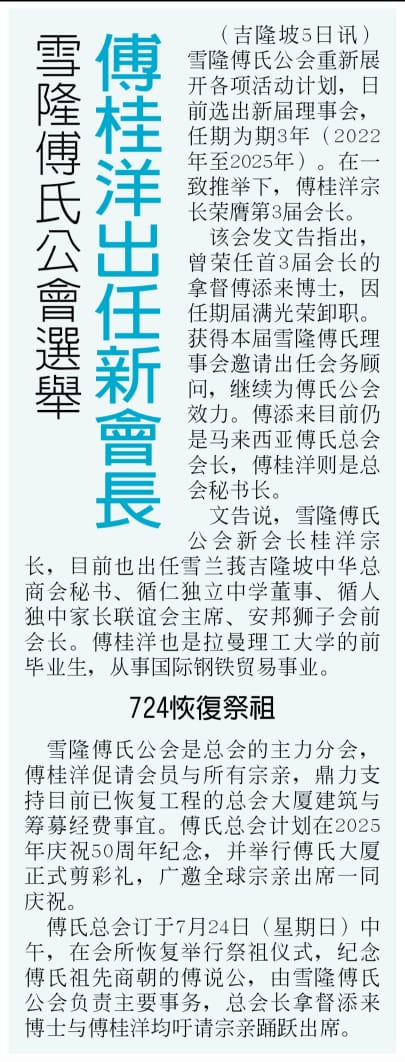 雪隆傅氏公會選舉
傅桂洋出任新會長
（吉隆坡5日讯）
雪隆傅氏公会重新展
开各项活动计划，日
前选出新届理事会，
任期为期3年（2022
年至2025年）。在一
致推举下，傅桂洋宗
长荣膺第3届会长。
该会发文告指出，
曾荣任首3届会长的
拿督傅添来博士，因
任期届满光荣卸职。
获得本届雪隆傅氏理
事会邀请出任会务顾
问，继续为傅氏公会
效力。傅添来目前仍
是马来西亚傅氏总会
会长，傅桂洋则是总
会秘书长。
文告说，雪隆傅氏
公会新会长桂洋宗
长，目前也出任雪兰莪吉隆坡中华总
商会秘书、循仁独立中学董事、循人
独中家长联谊会主席、安邦狮子会前
会长。傅桂洋也是拉曼理工大学的前
毕业生，从事国际钢铁贸易事业。
724恢復祭祖
雪隆傅氏公会是总会的主力分会，
傅桂洋促请会员与所有宗亲，鼎力支
持目前已恢复工程的总会大厦建筑与
筹募经费事宜。傅氏总会计划在2025
年庆祝50周年纪念，并举行傅氏大厦
正式剪彩礼，广邀全球宗亲出席一同
庆祝。
傅氏总会订于7月24日（星期日）中
午，在会所恢复举行祭祖仪式，纪念
傅氏祖先商朝的傅说公，由雪隆傅氏
公会负责主要事务，总会长拿督添来
博士与傅桂洋均吁请宗亲踊跃出席。